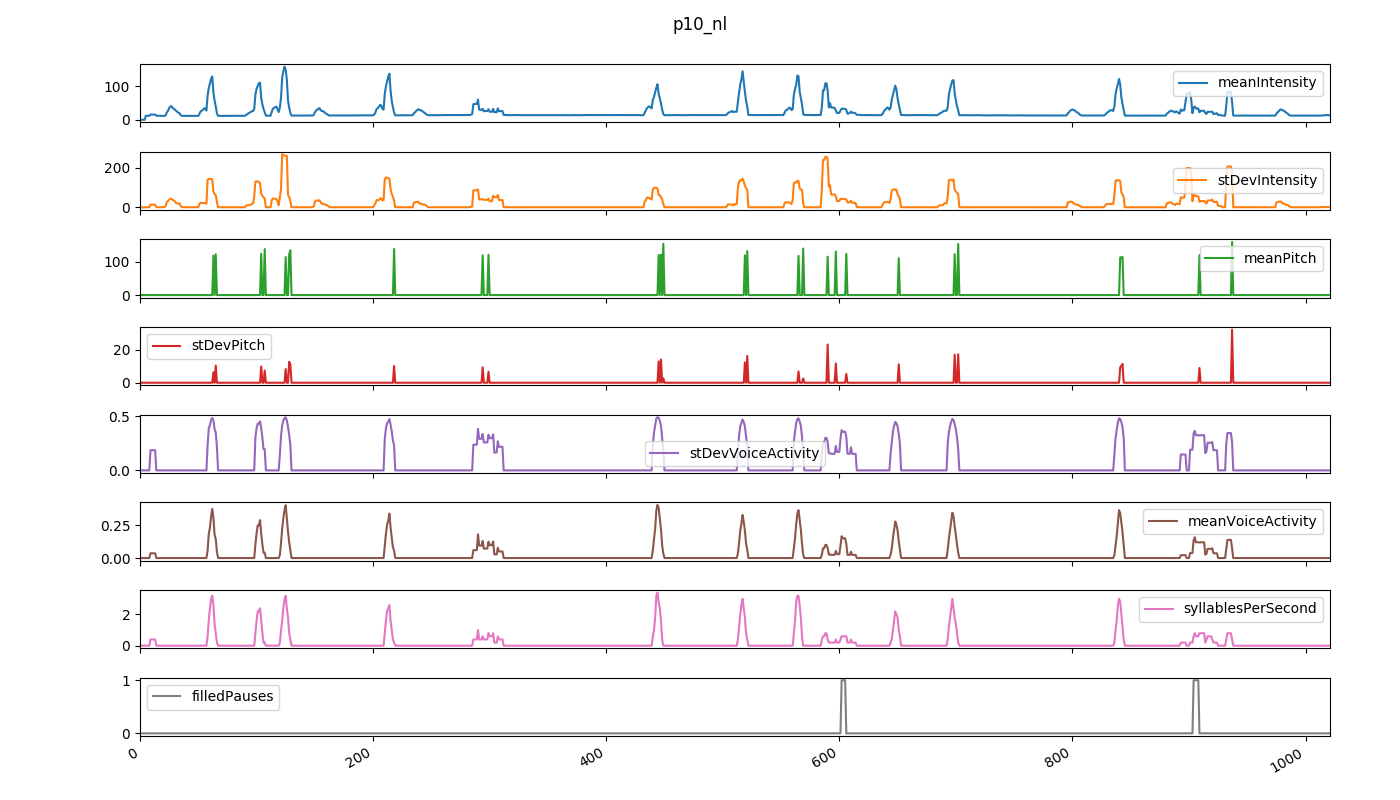 p10_nl
100
0
meanIntensity
200
0
stDevIntensity
100
0
meanPitch
20
0
stDevPitch
0.5
0.0
stDevVoiceActivity
0.25
0.00
meanVoiceActivity
2
0
syllablesPerSecond
1
0
filledPauses
0
200
400
600
800
1000